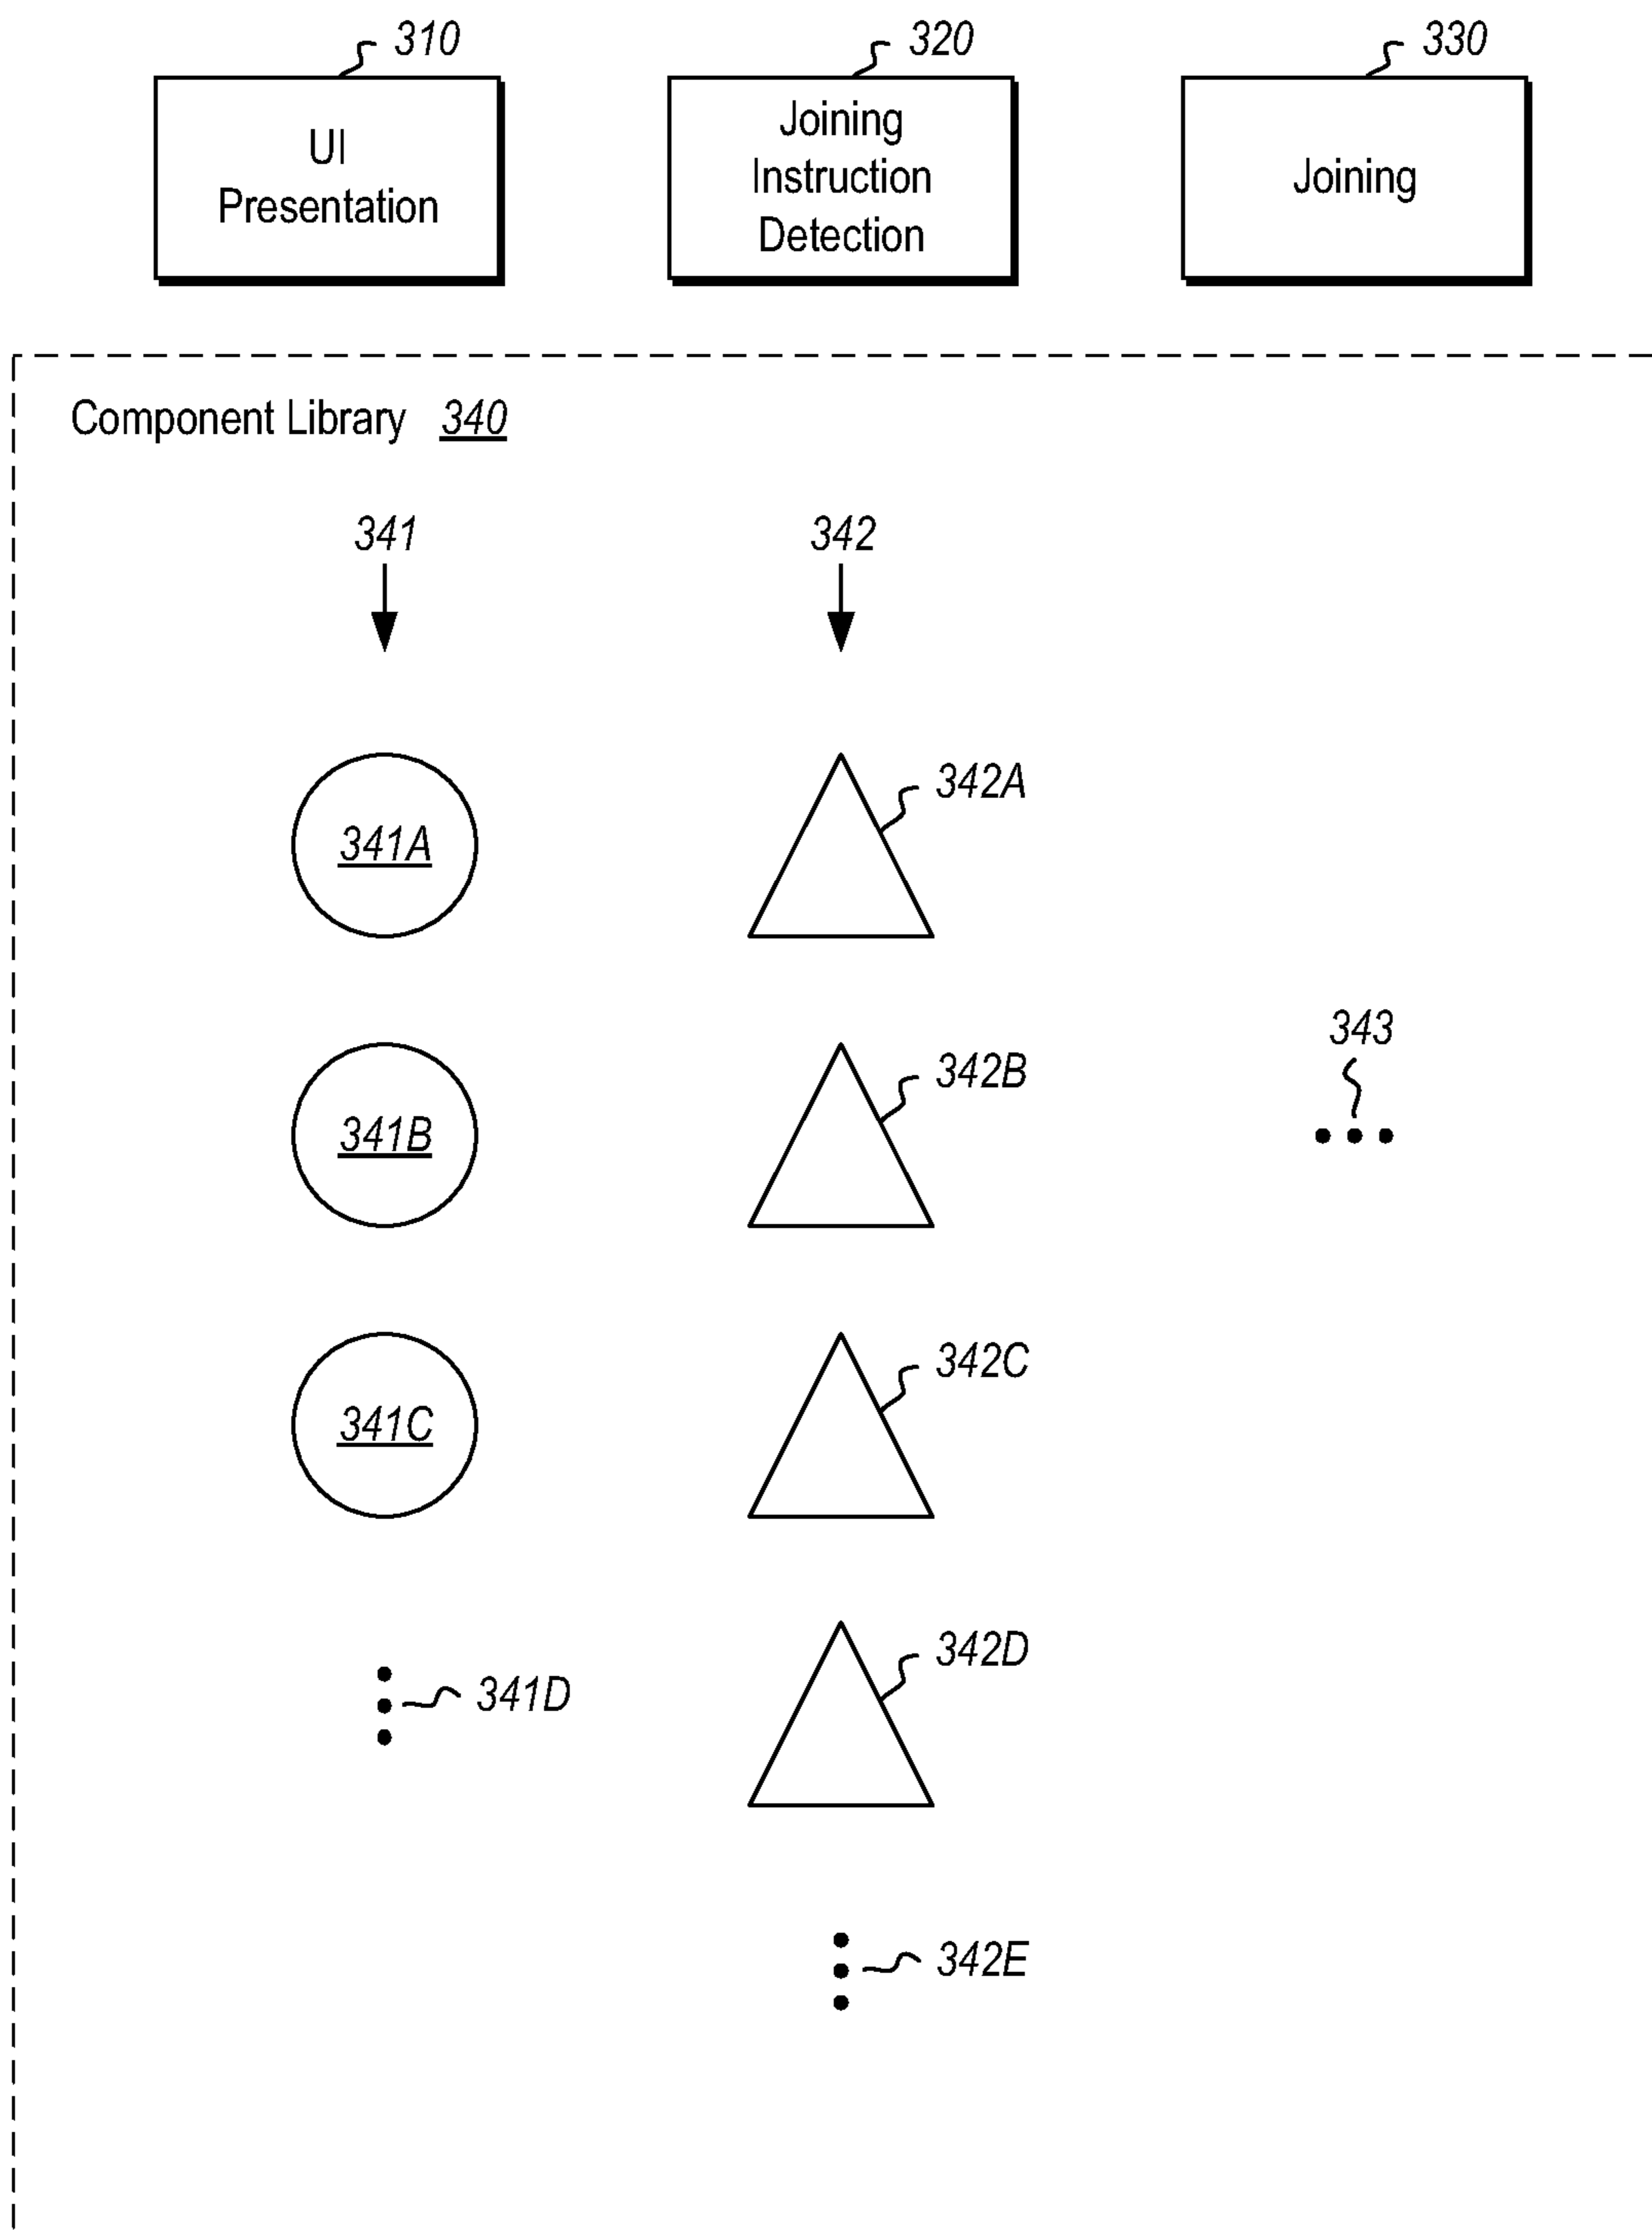 310
320
330
UI
Presentation
Joining
Instruction
Detection
Joining
Component Library 340
341
342
341A
342A
341B
342B
343
341C
342C
341D
342D
342E